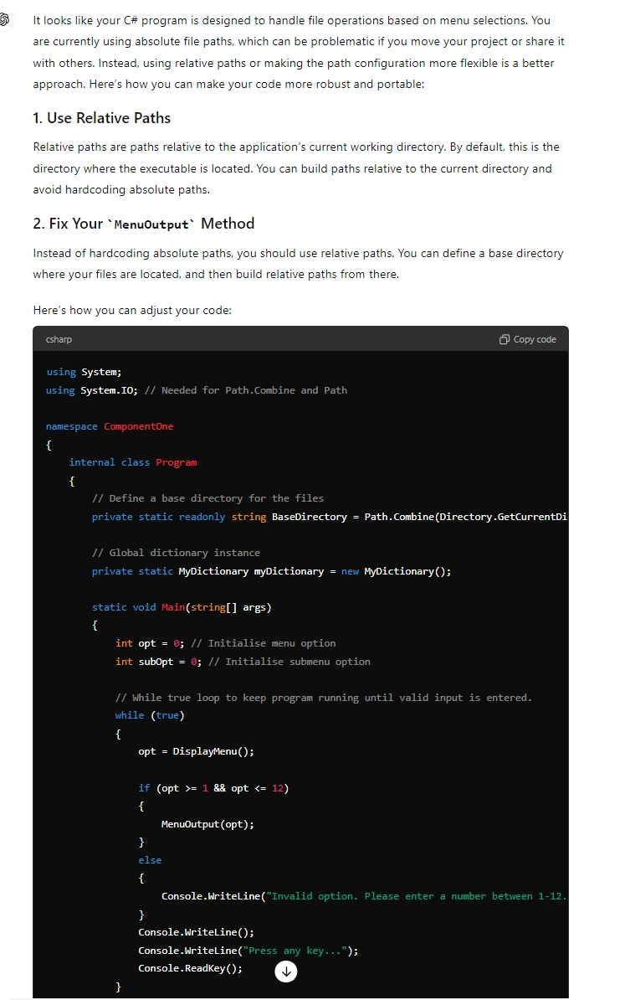 It looks like your C# program is designed to handle file operations based on menu selections. You
are currently using absolute file paths, which can be problematic if you move your project or share it
with others. Instead, using relative paths or making the path configuration more flexible is a better
approach. Here's how you can make your code more robust and portable:
1. Use Relative Paths
Relative paths are paths relative to the application's current working directory. By default, this is the
directory where the executable is located. You can build paths relative to the current directory and
avoid hardcoding absolute paths.
2. Fix Your `MenuOutput` Method
Instead of hardcoding absolute paths, you should use relative paths. You can define a base directory
where your files are located, and then build relative paths from there.
Here's how you can adjust your code:
csharp Copy code
using System;
using System.IO; // Needed for Path.Combine and Path
namespace ComponentOne
{
internal class Program
{
// Define a base directory for the files
private static readonly string BaseDirectory = Path.Combine(Directory.GetCurrentDi
// Global dictionary instance
private static MyDictionary myDictionary = new MyDictionary();
static void Main(string[] args)
{
int opt = 0; // Initialise menu option
int subOpt = 0; // Initialise submenu option
// While true loop to keep program running until valid input is entered.
while (true)
{
opt = DisplayMenu();
if (opt >= 1 && opt <= 12)
{
MenuOutput(opt);
}
else
{
Console.WriteLine("Invalid option. Please enter a number between 1-12.
}
Console.WriteLine();
Console.WriteLine("Press any key...");
Console.ReadKey();
}